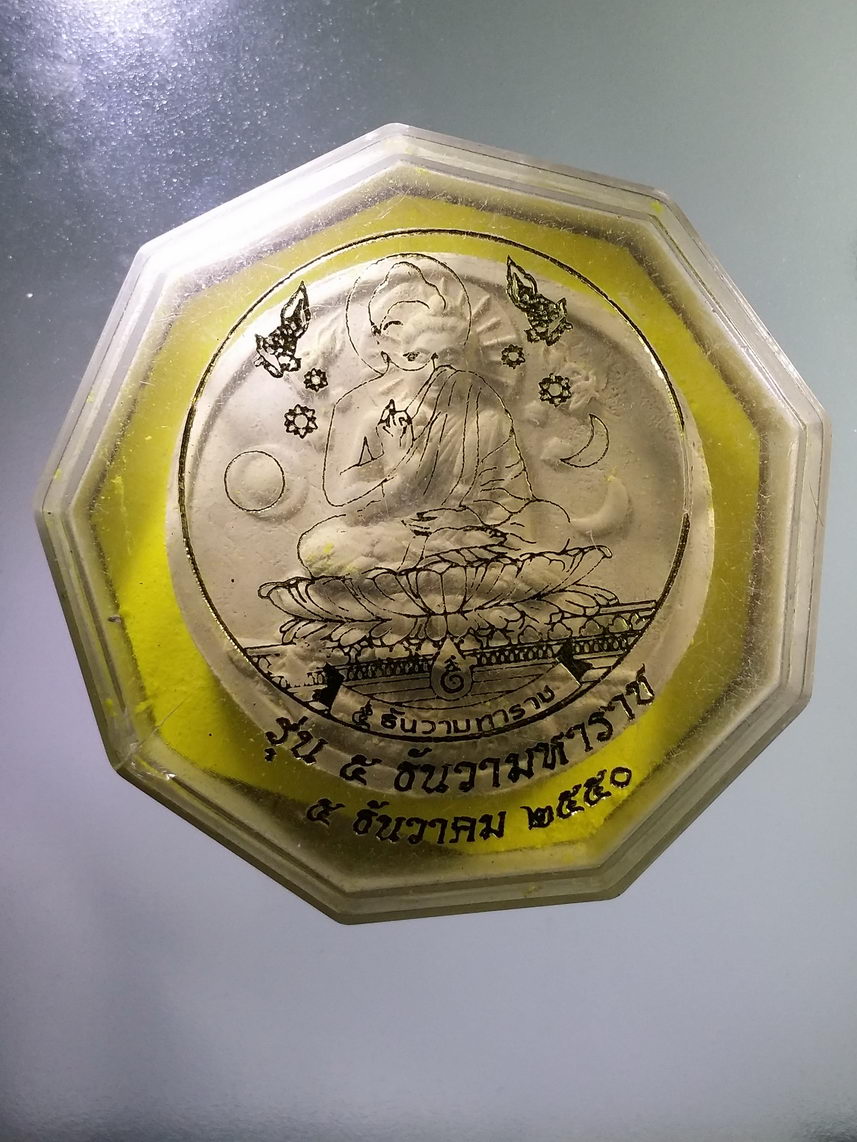 ๕ ธันวามหาราช
รุ่น ๕ ธันวามหาราช
๕ ธันวาคม ๒๕๕๐